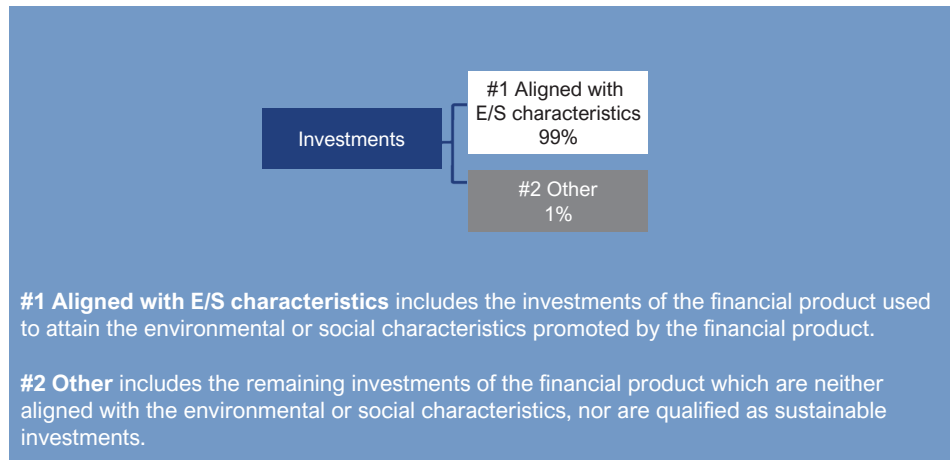 #1 Aligned with
E/S characteristics
99%
Investments
#2 Other
1%
#1 Aligned with E/S characteristics includes the investments of the financial product used
to attain the environmental or social characteristics promoted by the financial product.
#2 Other includes the remaining investments of the financial product which are neither
aligned with the environmental or social characteristics, nor are qualified as sustainable
investments.